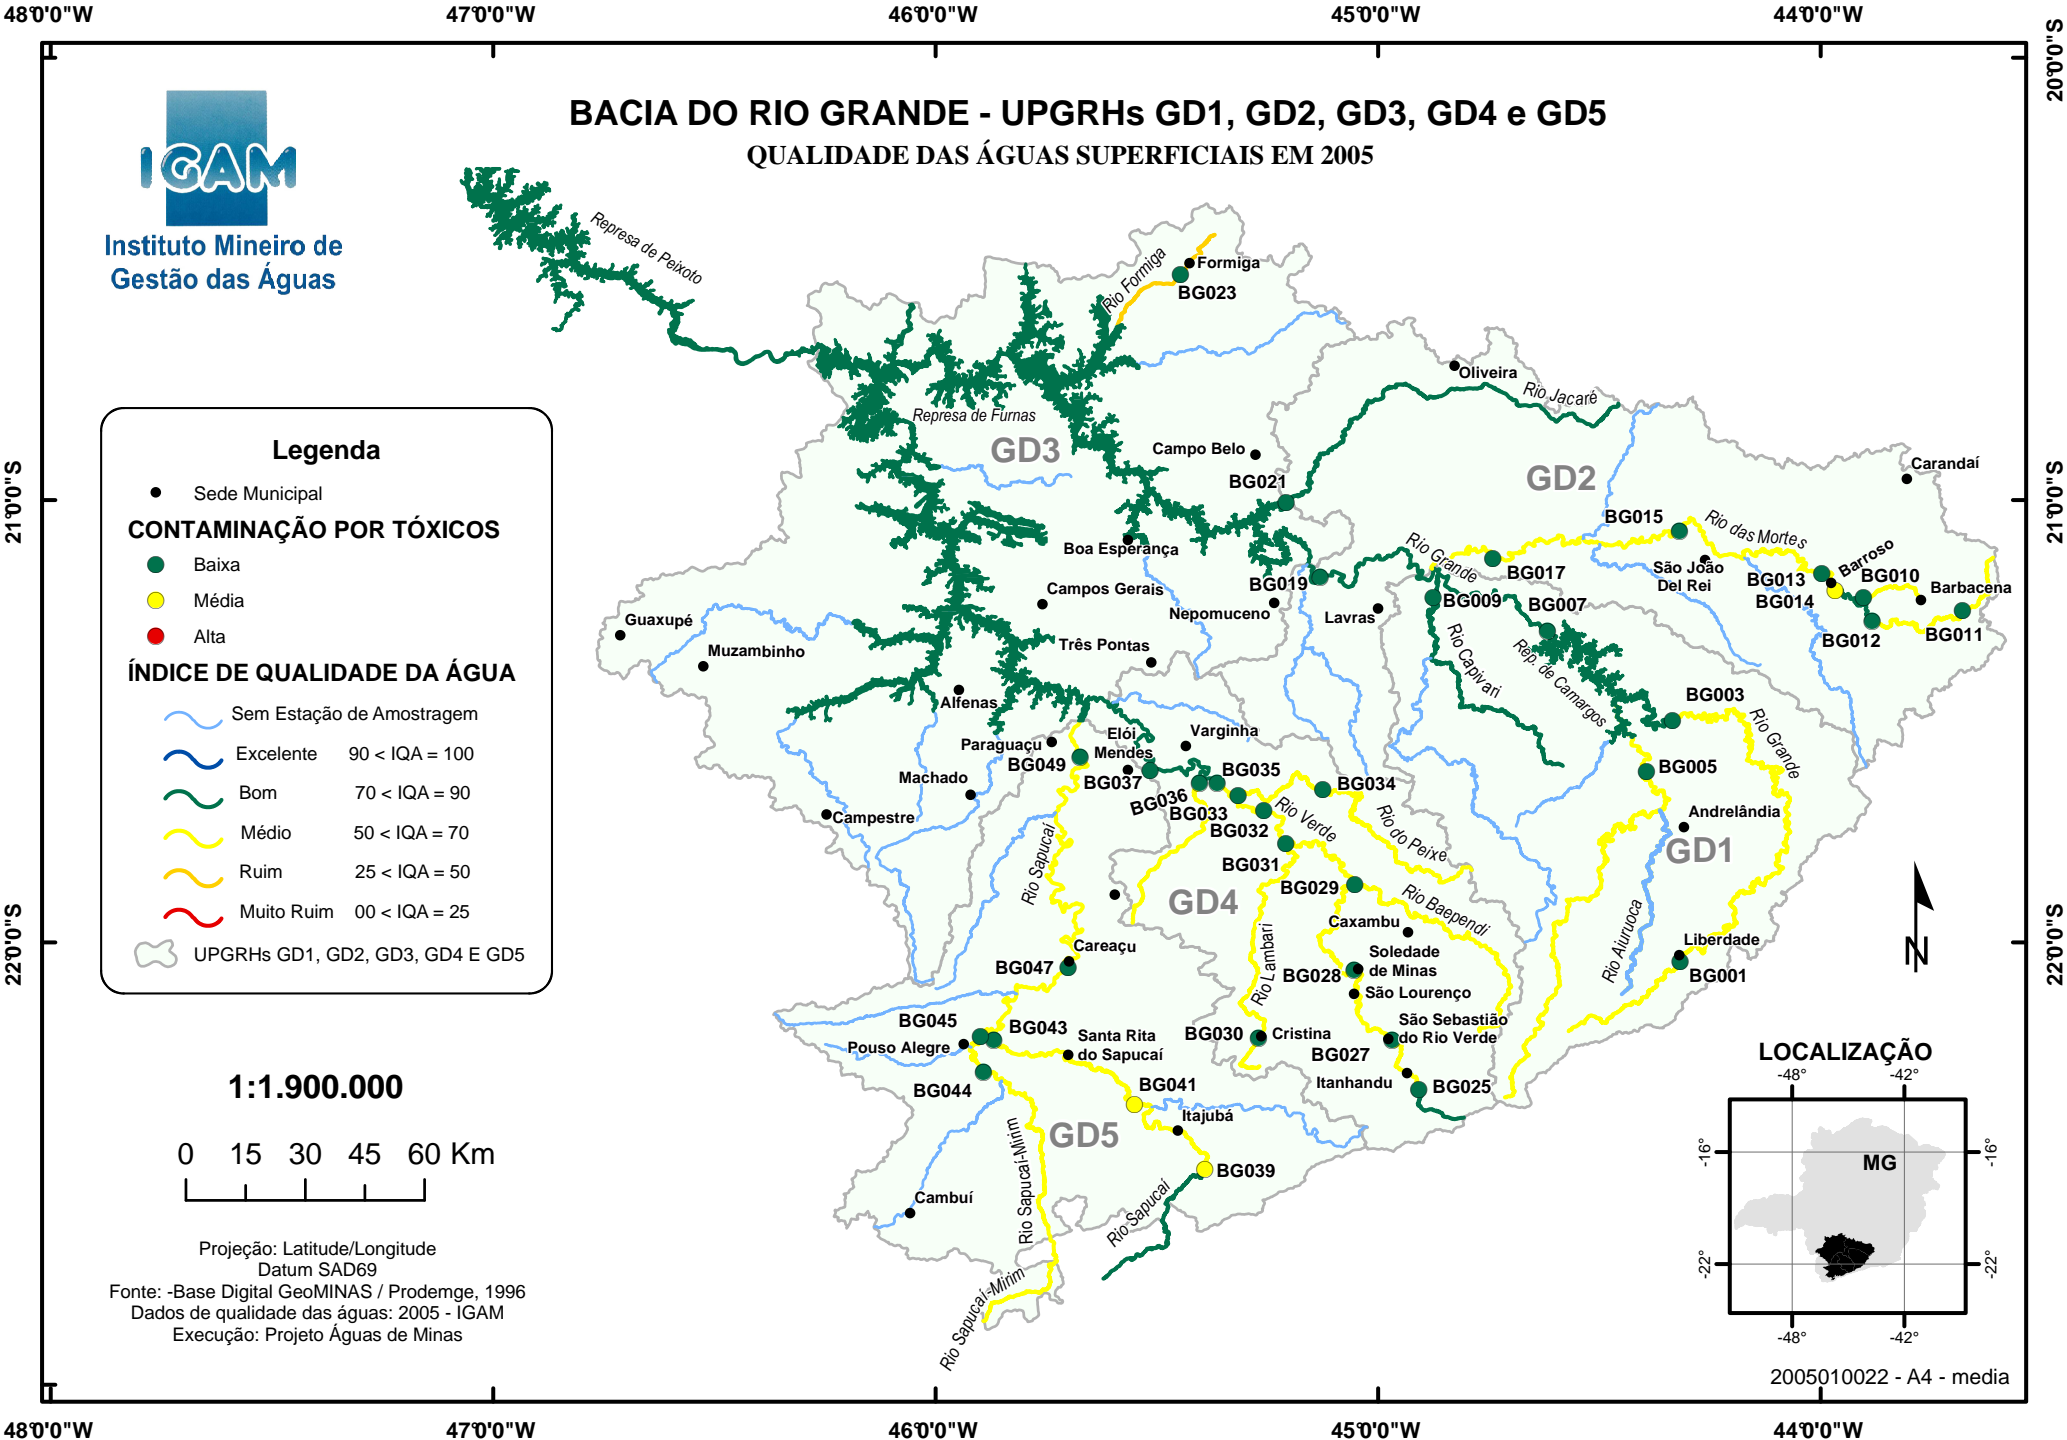 48°0'0"W
47°0'0"W
46°0'0"W
45°0'0"W
44°0'0"W
20°0'0"S
21°0'0"S
22°0'0"S
21°0'0"S
22°0'0"S
48°0'0"W
47°0'0"W
46°0'0"W
45°0'0"W
44°0'0"W
IGAM
Instituto Mineiro de
Gestão das Águas
BACIA DO RIO GRANDE - UPGRHs GD1, GD2, GD3, GD4 e GD5
QUALIDADE DAS ÁGUAS SUPERFICIAIS EM 2005
Legenda
Sede Municipal
CONTAMINAÇÃO POR TÓXICOS
Baixa
Média
Alta
ÍNDICE DE QUALIDADE DA ÁGUA
Sem Estação de Amostragem
Excelente 90 < IQA = 100
Bom 70 < IQA = 90
Médio 50 < IQA = 70
Ruim 25 < IQA = 50
Muito Ruim 00 < IQA = 25
UPGRHs GD1, GD2, GD3, GD4 E GD5
1:1.900.000
0 15 30 45 60 Km
Projeção: Latitude/Longitude
Datum SAD69
Fonte: -Base Digital GeoMINAS / Prodemge, 1996
Dados de qualidade das águas: 2005 - IGAM
Execução: Projeto Águas de Minas
Represa de Peixoto
Rio Formiga
Formiga
BG023
Oliveira
Rio Jacaré
Represa de Furnas
GD3
Campo Belo
BG021
GD2
Carandaí
BG015
Rio das Mortes
Boa Esperança
Rio Grande
BG017
São João
Del Rei
BG013
BG014
Barroso
BG010
Barbacena
BG012
BG011
Campos Gerais
BG019
Nepomuceno
Lavras
BG009
BG007
Guaxupé
Muzambinho
Três Pontas
Rio Capivari
Rep. de Camargos
BG003
Rio Grande
Alfenas
Paraguaçu
BG049
Elói
Mendes
BG037
Varginha
BG036
BG035
BG033
BG032
BG034
BG005
Machado
Campestre
Rio Verde
Rio do Peixe
Andrelândia
GD1
BG031
Rio Sapucaí
GD4
BG029
Rio Baependi
Caxambu
Soledade
de Minas
BG028
São Lourenço
Rio Lambari
Rio Aiuruoca
Liberdade
BG001
Careaçu
BG047
BG045
BG043
Pouso Alegre
Santa Rita
do Sapucaí
BG030
Cristina
São Sebastião
do Rio Verde
BG027
Itanhandu
BG025
BG044
BG041
Itajubá
GD5
BG039
Cambuí
Rio Sapucaí-Mirim
Rio Sapucaí
Rio Sapucaí-Mirim
N
LOCALIZAÇÃO
-48° -42°
-16° -16°
MG
-22° -22°
-48° -42°
2005010022 - A4 - media